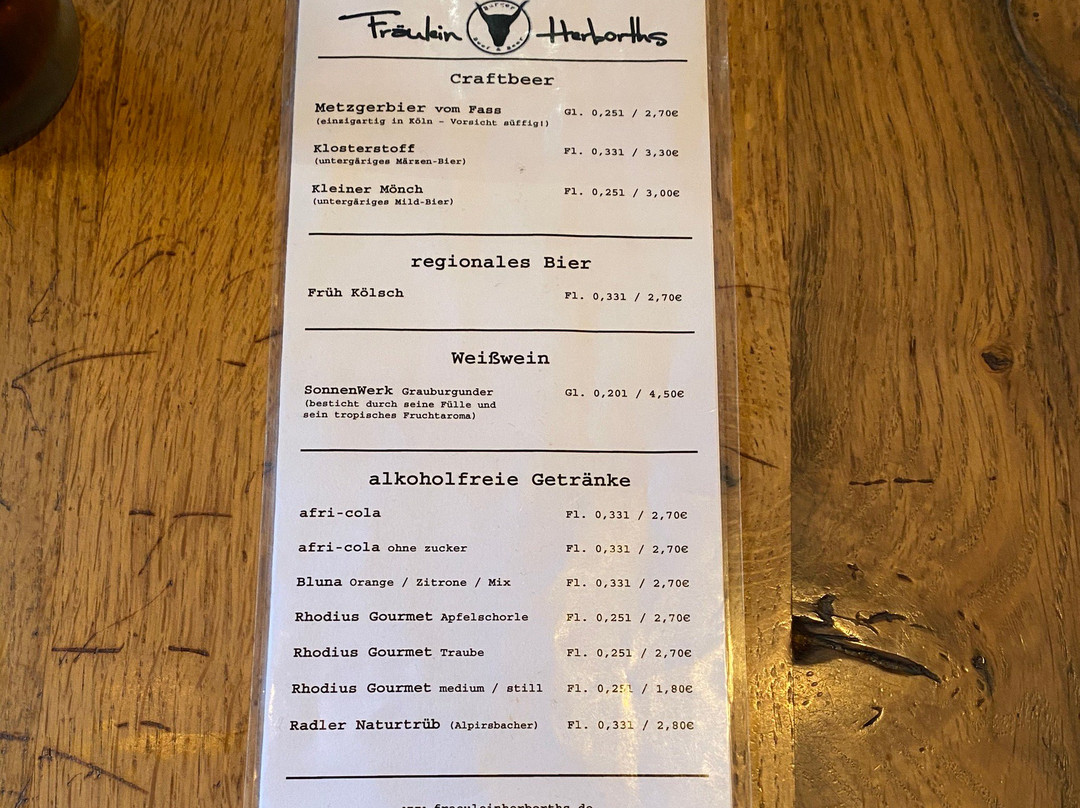 Fräulein Burger Beef & Beer Herborths
Craftbeer
Metzgerbier vom Fass Gl. 0,25l / 2,70€
(einzigartig in Köln - Vorsicht süffig!)
Klosterstoff Fl. 0,33l / 3,30€
(untergäriges Märzen-Bier)
Kleiner Mönch Fl. 0,25l / 3,00€
(untergäriges Mild-Bier)
regionales Bier
Früh Kölsch Fl. 0,33l / 2,70€
Weißwein
SonnenWerk Grauburgunder Gl. 0,20l / 4,50€
(besticht durch seine Fülle und
sein tropisches Fruchtaroma)
alkoholfreie Getränke
afri-cola Fl. 0,33l / 2,70€
afri-cola ohne zucker Fl. 0,33l / 2,70€
Bluna Orange / Zitrone / Mix Fl. 0,33l / 2,70€
Rhodius Gourmet Apfelschorle Fl. 0,25l / 2,70€
Rhodius Gourmet Traube Fl. 0,25l / 2,70€
Rhodius Gourmet medium / still Fl. 0,25l / 1,80€
Radler Naturtrüb (Alpirsbacher) Fl. 0,33l / 2,80€
www.fraeuleinherborths.de